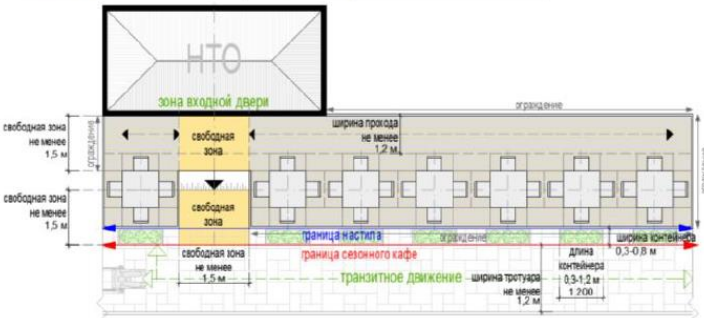 НТО
зона входной двери
ограждение
свободная зона
не менее
1,5 м
ограждение
свободная
зона
ширина прохода
не менее
1,2 м
свободная зона
не менее
1,5 м
свободная
зона
граница настила
ограждение
ширина контейнера
0,3-0,8 м
свободная зона
не менее
1,5 м
граница сезонного кафе
длина
контейнера
0,3-1,2 м
1.200
транзитное движение
ширина тротуара
не менее
1,2 м